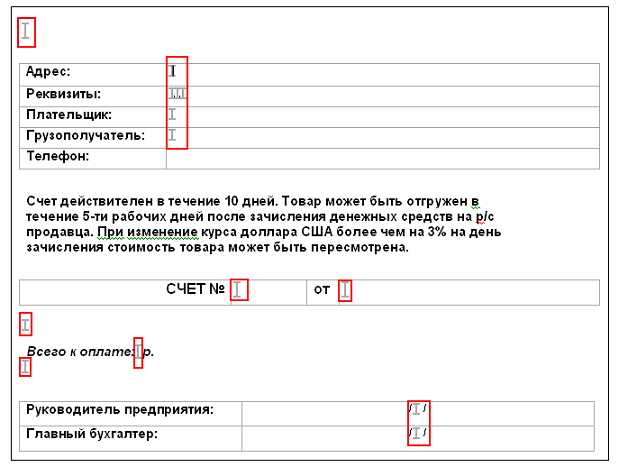 Адрес:
Реквизиты: , ,
Плательщик:
Грузополучатель:
Телефон:
Счет действителен в течение 10 дней. Товар может быть отгружен в
течение 5-ти рабочих дней после зачисления денежных средств на р/с
продавца. При изменение курса доллара США более чем на 3% на день
зачисления стоимость товара может быть пересмотрена.
СЧЕТ № от
Всего к оплате: р.
Руководитель предприятия: / /
Главный бухгалтер: / /